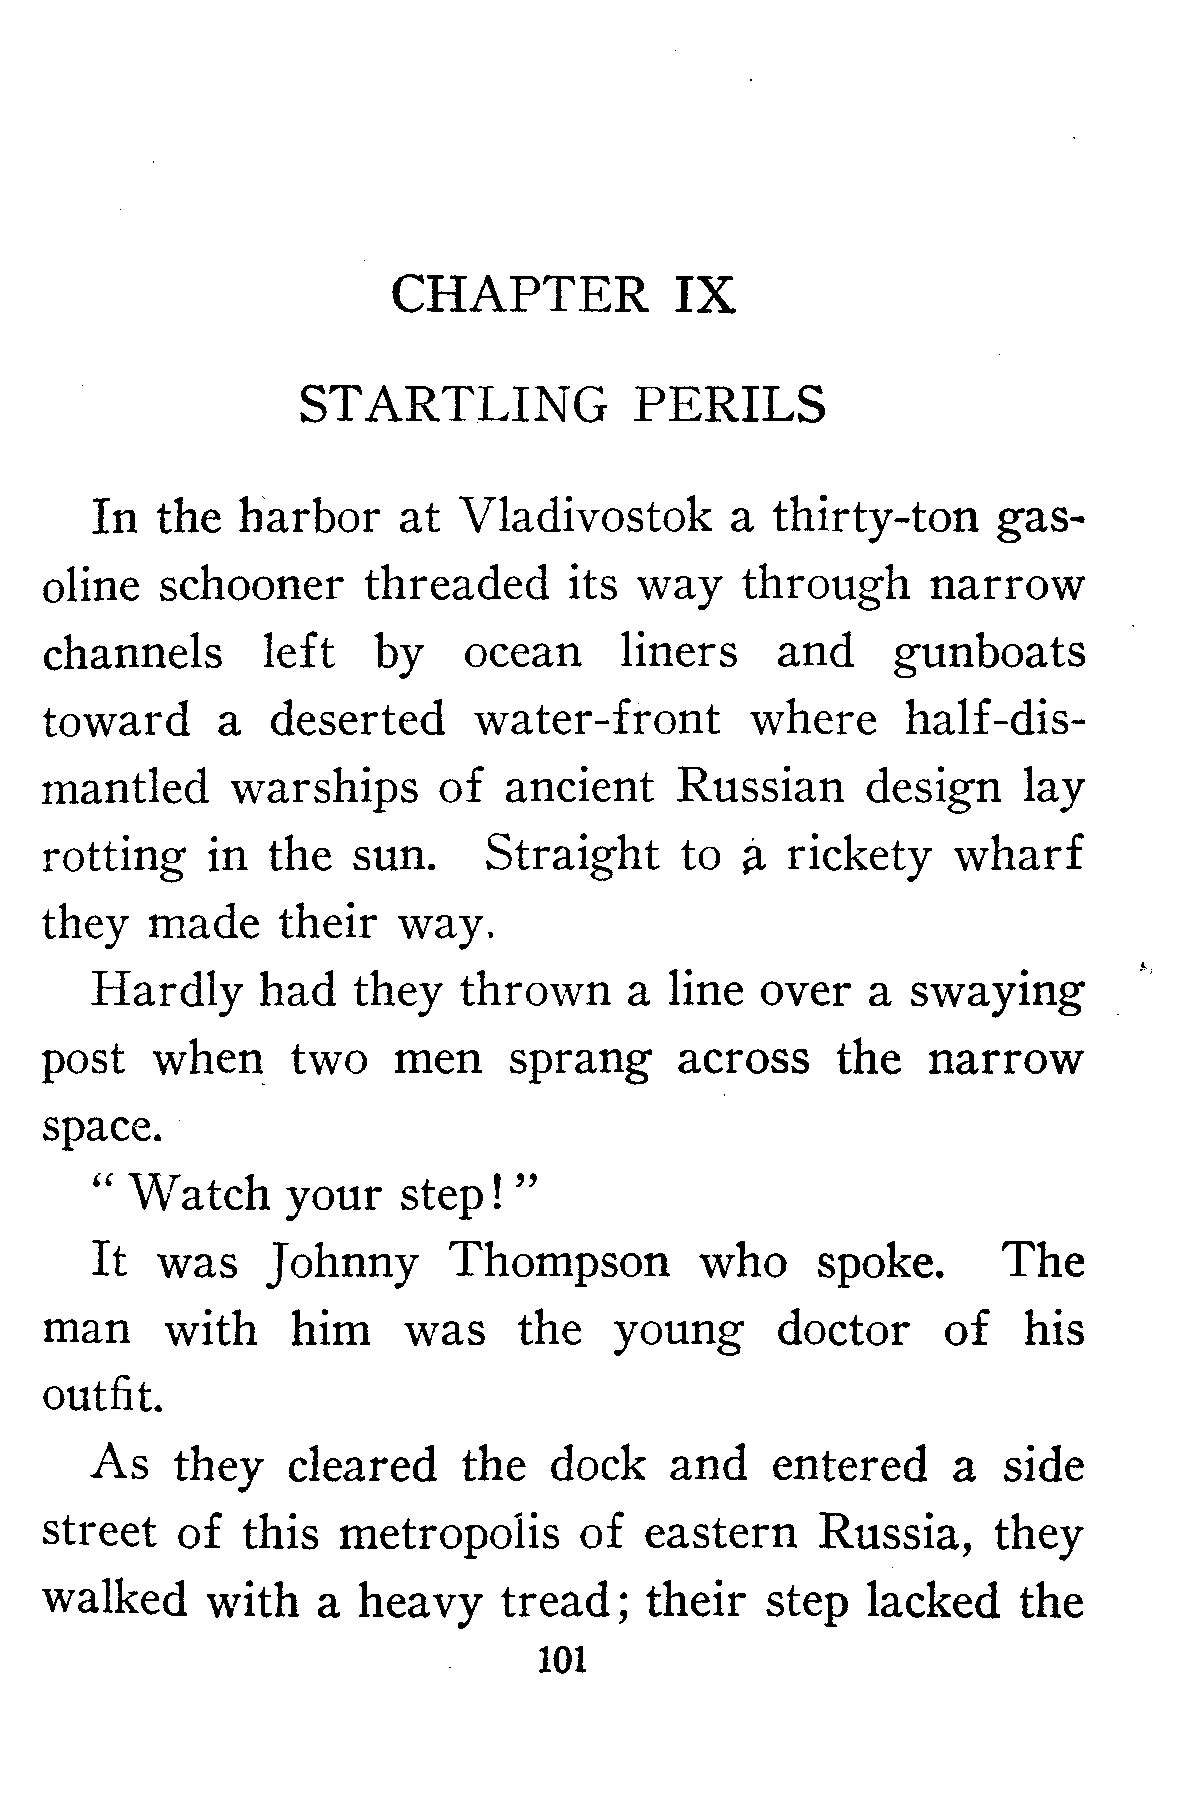 CHAPTER IX
STARTLING PERILS
In the harbor at Vladivostok a thirty-ton gas-
oline schooner threaded its way through narrow
channels left by ocean liners and gunboats
toward a deserted water-front where half-dis-
mantled warships of ancient Russian design lay
rotting in the sun. Straight to a rickety wharf
they made their way.
Hardly had they thrown a line over a swaying
post when two men sprang across the narrow
space.
“ Watch your step! ”
It was Johnny Thompson who spoke. The
man with him was the young doctor of his
outfit.
As they cleared the dock and entered a side
street of this metropolis of eastern Russia, they
walked with a heavy tread; their step lacked the
101